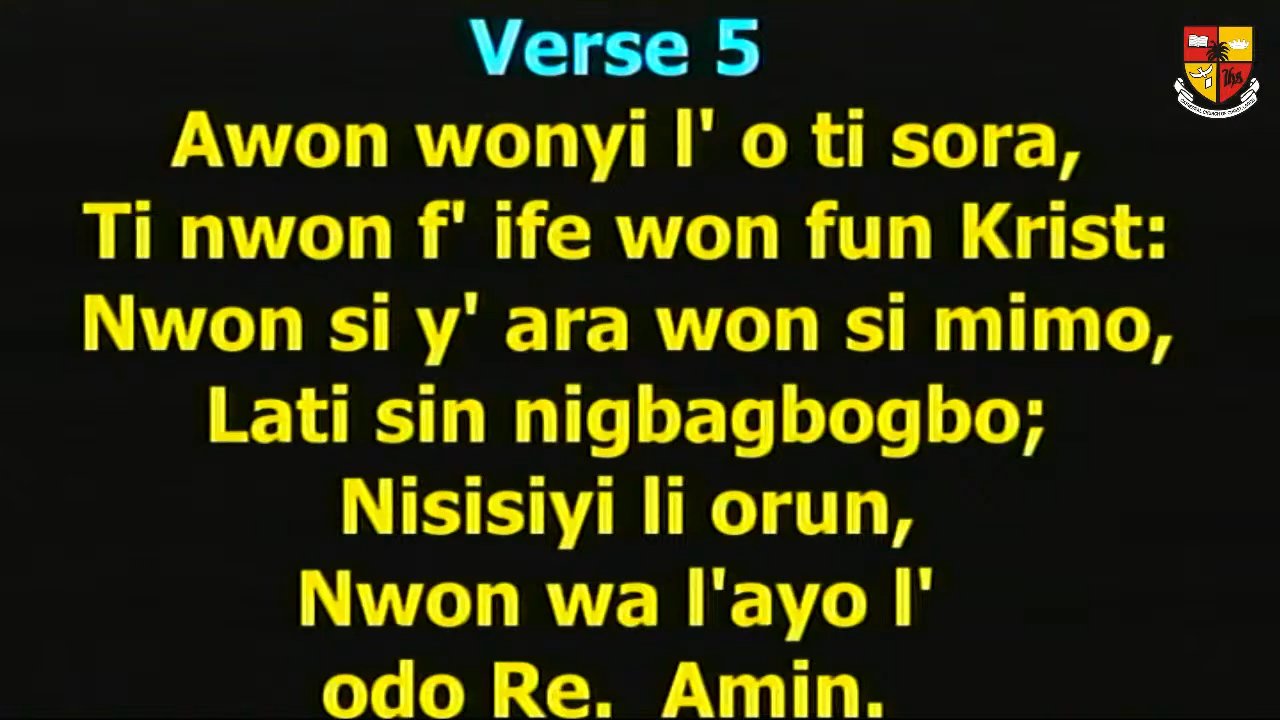 Verse 5
Awon wonyi l' o ti sora,
Ti nwon f' ife won fun Krist:
Nwon si y' ara won si mimo,
Lati sin nigbagbogbo;
Nisisiyi li orun,
Nwon wa l'ayo l'
odo Re. Amin.